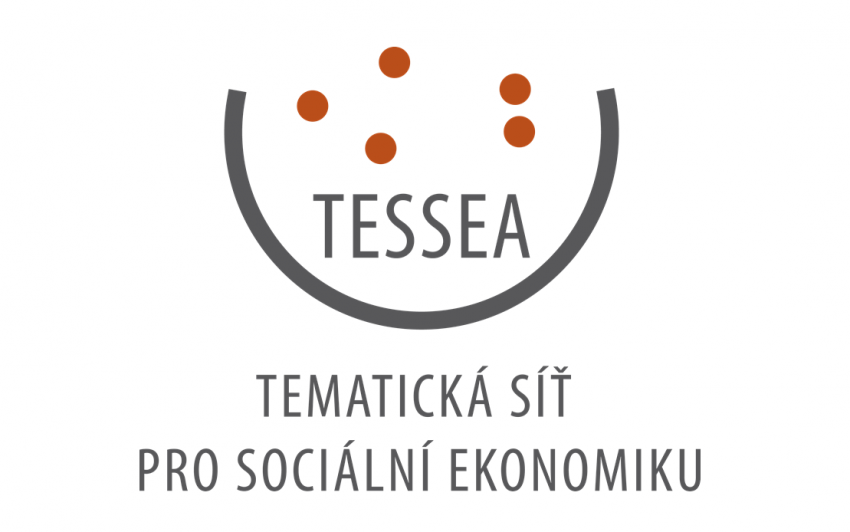 TESSEA
TEMATICKÁ SÍŤ
PRO SOCIÁLNÍ EKONOMIKU